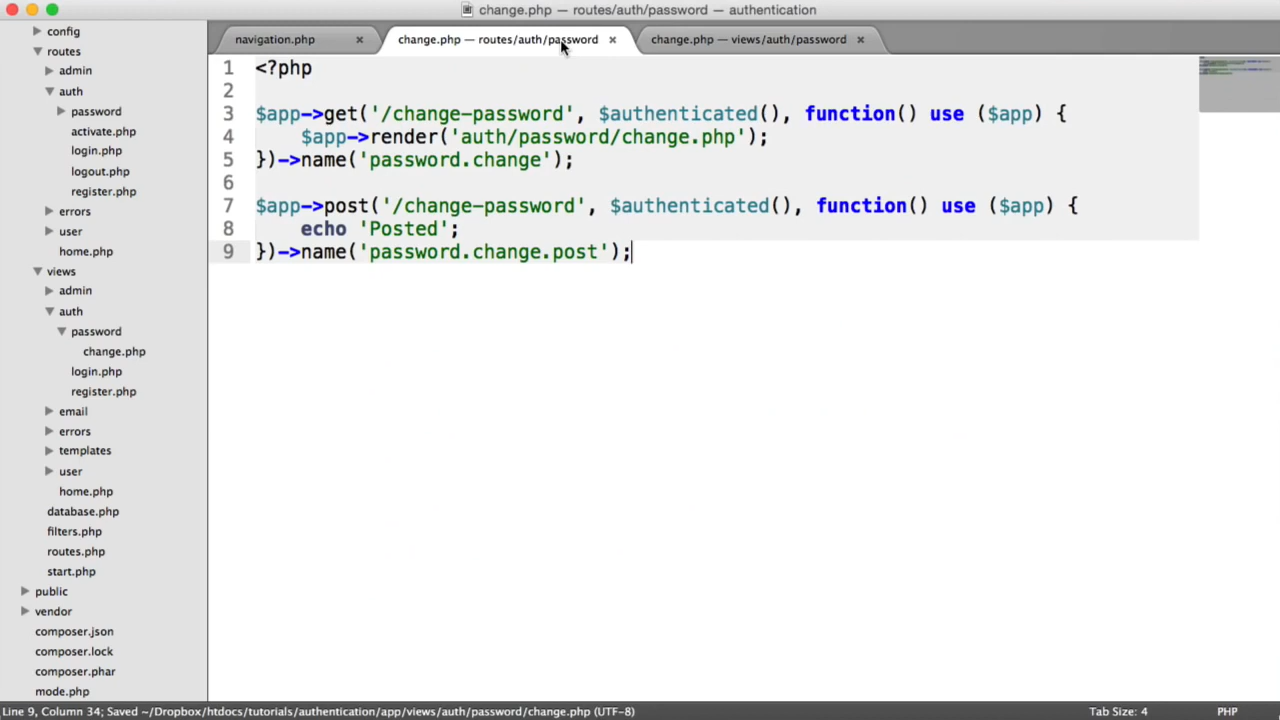 change.php — routes/auth/password — authentication
config
routes
admin
auth
password
activate.php
login.php
logout.php
register.php
errors
user
home.php
views
admin
auth
password
change.php
login.php
register.php
email
errors
templates
user
home.php
database.php
filters.php
routes.php
start.php
public
vendor
composer.json
composer.lock
composer.phar
mode.php
navigation.php ×
change.php — routes/auth/password ×
change.php — views/auth/password ×
1 <?php
2
3 $app->get('/change-password', $authenticated(), function() use ($app) {
4     $app->render('auth/password/change.php');
5 })->name('password.change');
6
7 $app->post('/change-password', $authenticated(), function() use ($app) {
8     echo 'Posted';
9 })->name('password.change.post');
Line 9, Column 34; Saved ~/Dropbox/htdocs/tutorials/authentication/app/views/auth/password/change.php (UTF-8) Tab Size: 4 PHP